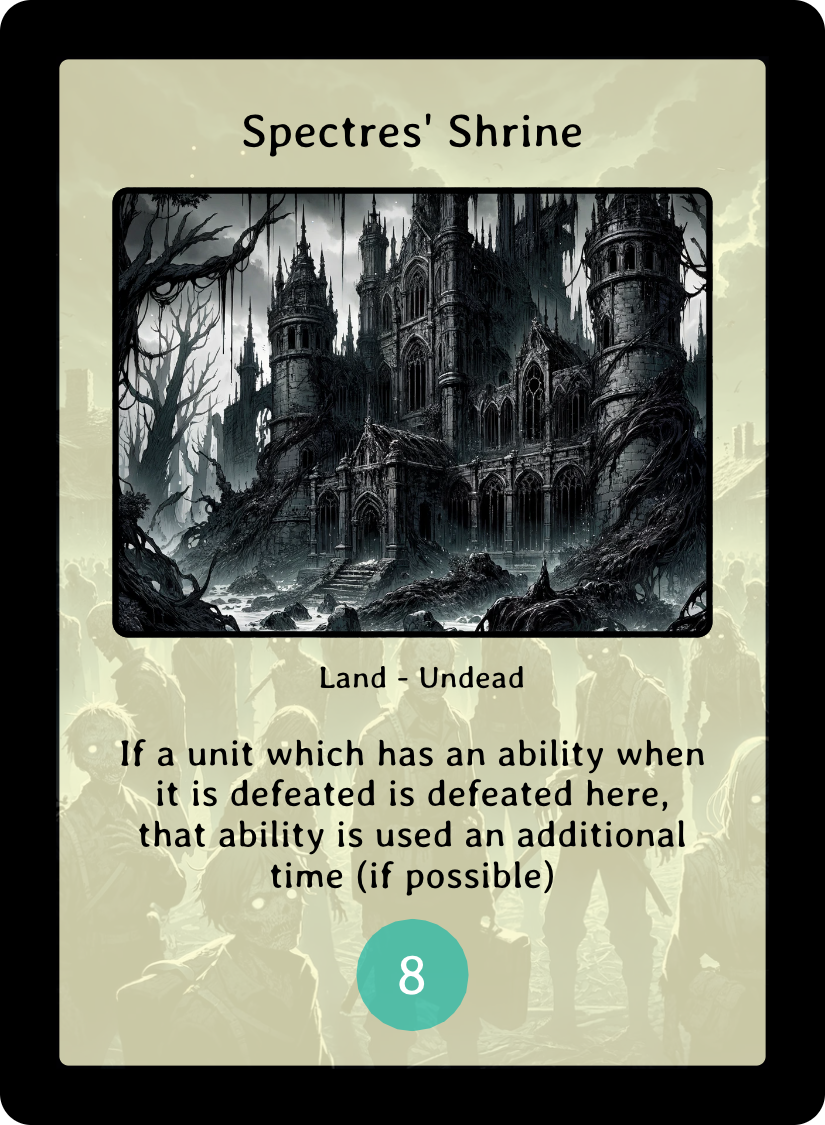 Spectres' Shrine
Land - Undead
If a unit which has an ability when
it is defeated is defeated here,
that ability is used an additional
time (if possible)
8